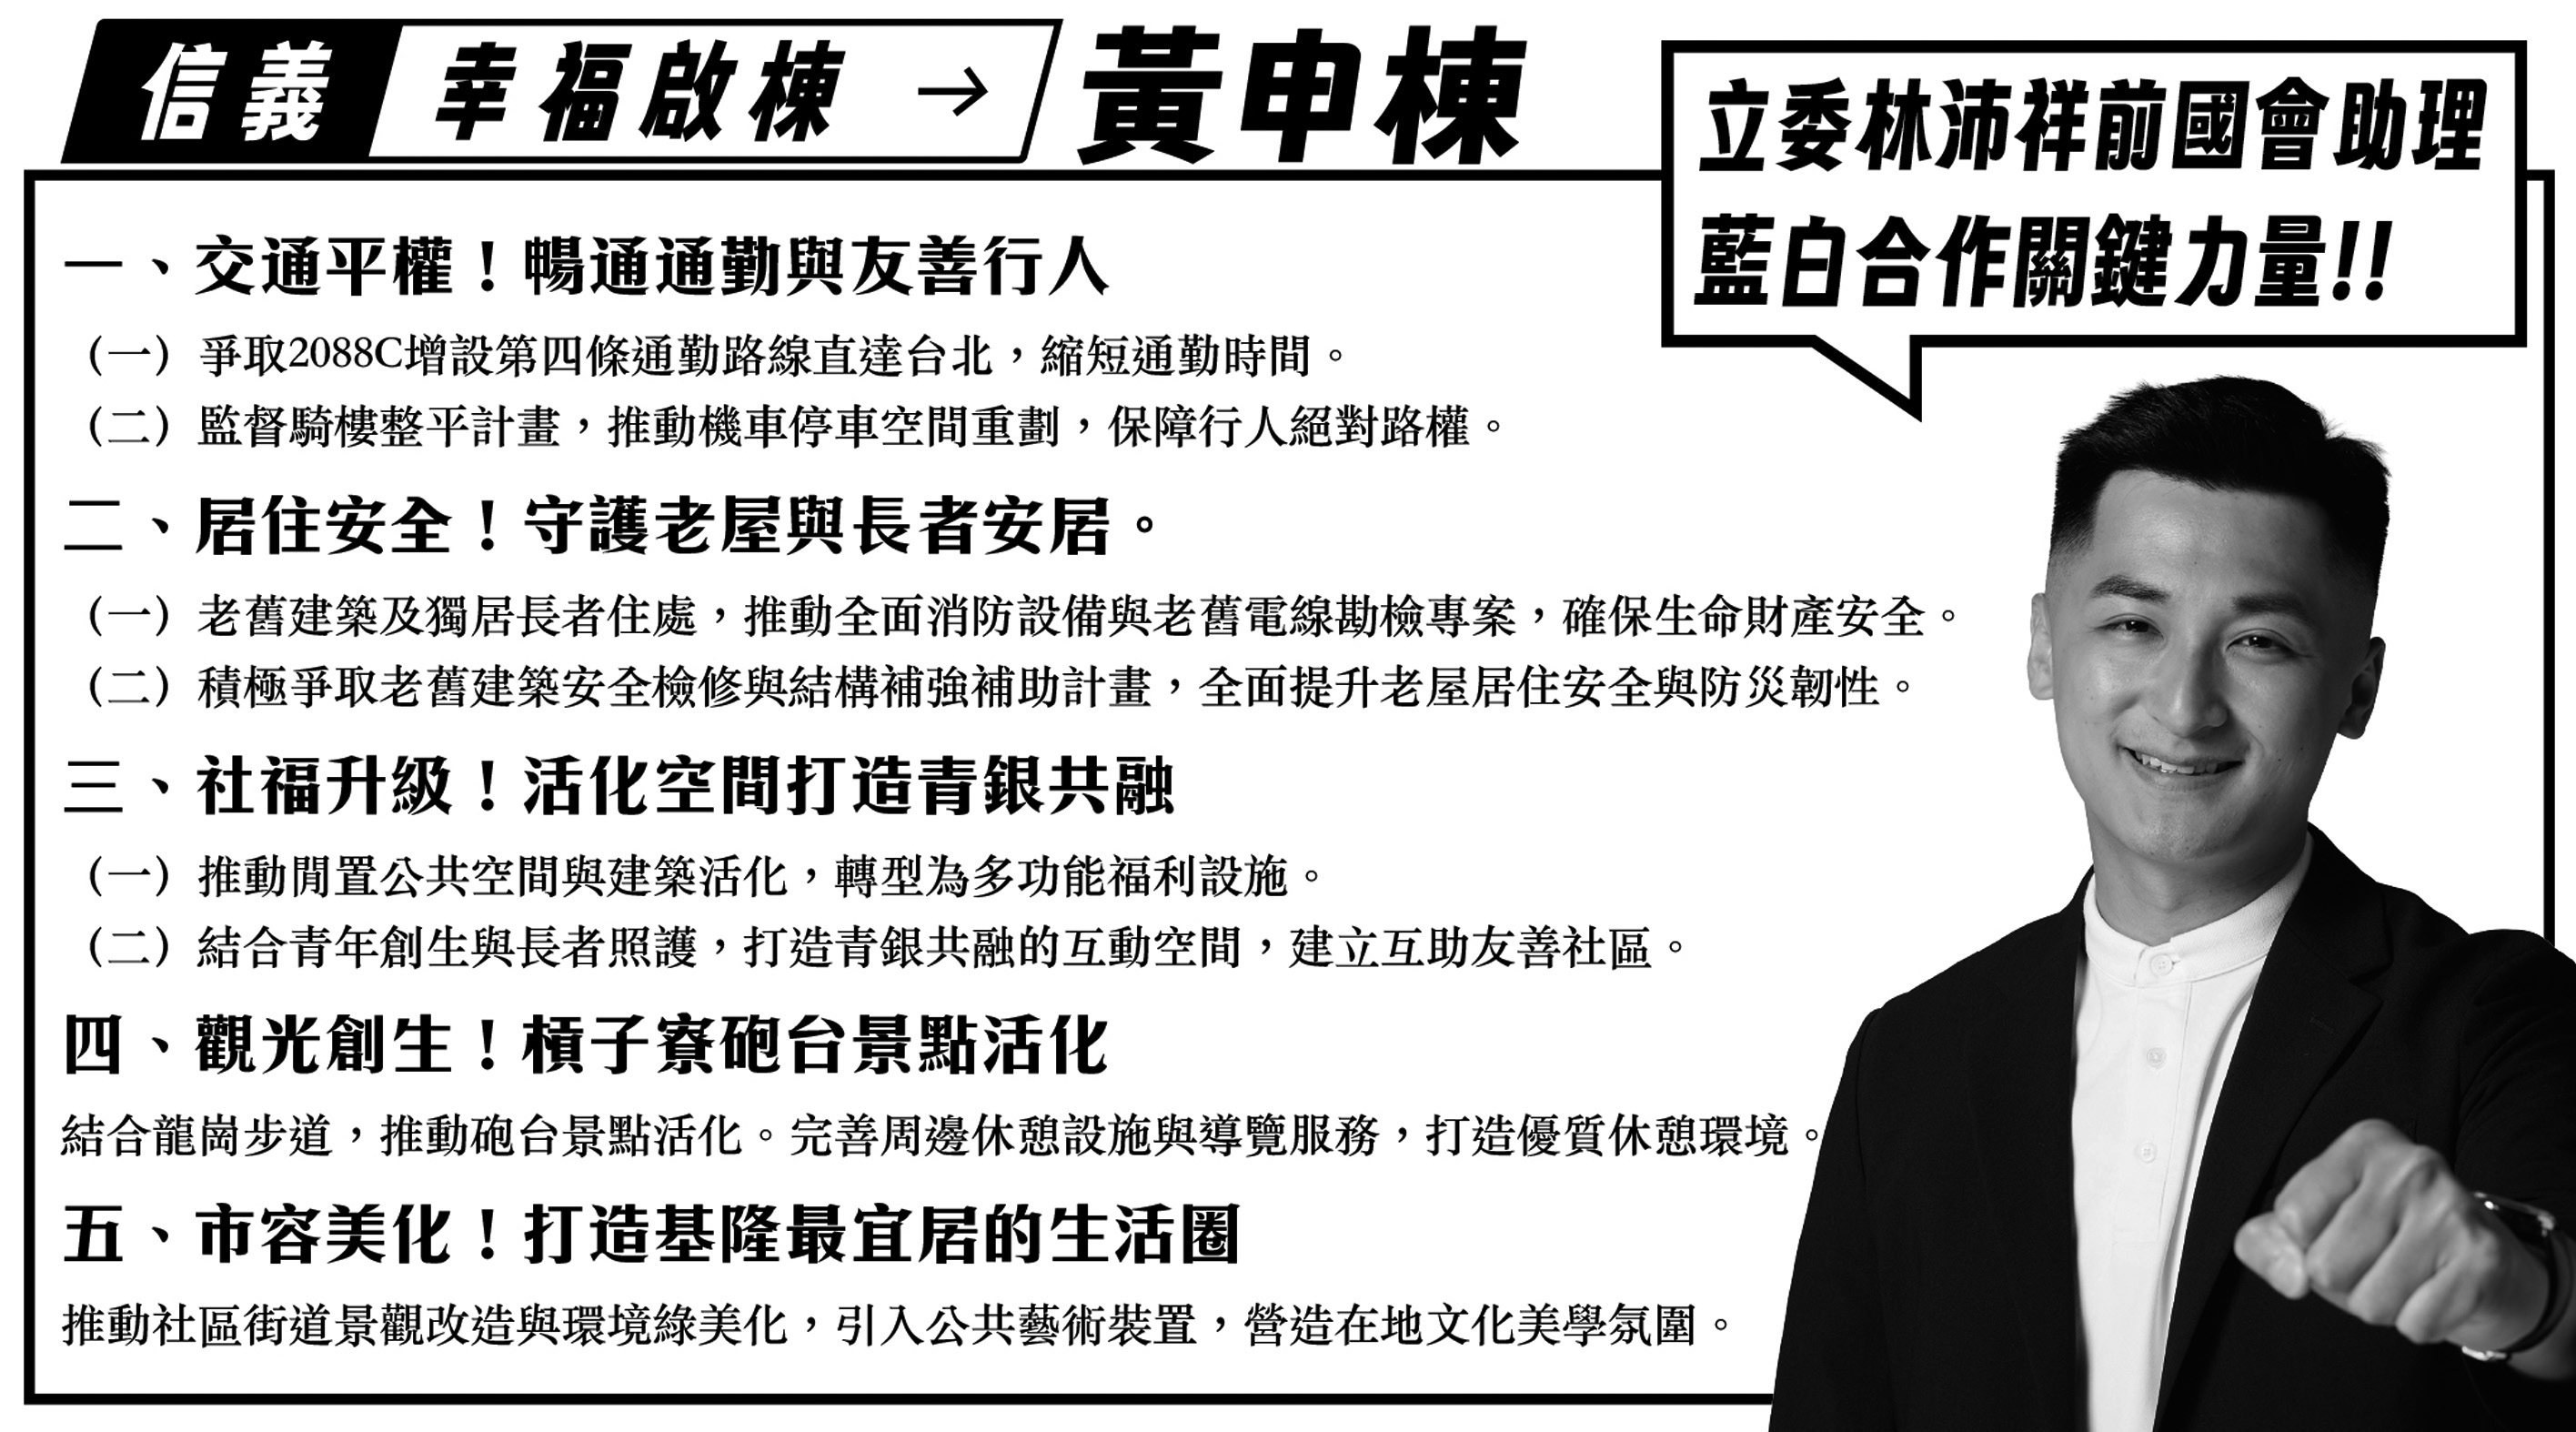 信義 幸福啟棟 → 黃申棟
立委林沛祥前國會助理
藍白合作關鍵力量!!
一、交通平權！暢通通勤與友善行人
（一）爭取2088C增設第四條通勤路線直達台北，縮短通勤時間。
（二）監督騎樓整平計畫，推動機車停車空間重劃，保障行人絕對路權。
二、居住安全！守護老屋與長者安居。
（一）老舊建築及獨居長者住處，推動全面消防設備與老舊電線勘檢專案，確保生命財產安全。
（二）積極爭取老舊建築安全檢修與結構補強補助計畫，全面提升老屋居住安全與防災韌性。
三、社福升級！活化空間打造青銀共融
（一）推動閒置公共空間與建築活化，轉型為多功能福利設施。
（二）結合青年創生與長者照護，打造青銀共融的互動空間，建立互助友善社區。
四、觀光創生！槓子寮砲台景點活化
結合龍崗步道，推動砲台景點活化。完善周邊休憩設施與導覽服務，打造優質休憩環境。
五、市容美化！打造基隆最宜居的生活圈
推動社區街道景觀改造與環境綠美化，引入公共藝術裝置，營造在地文化美學氛圍。